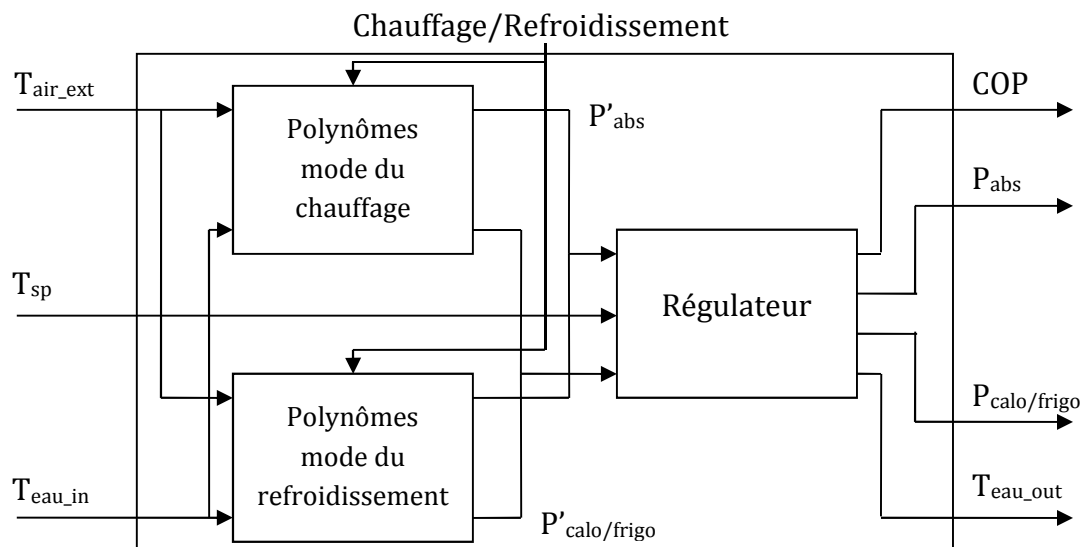 Chauffage/Refroidissement
T_air_ext
COP
Polynômes
mode du
chauffage
P'_abs
P_abs
T_sp
Régulateur
Polynômes
mode du
refroidissement
P_calo/frigo
T_eau_in
T_eau_out
P'_calo/frigo